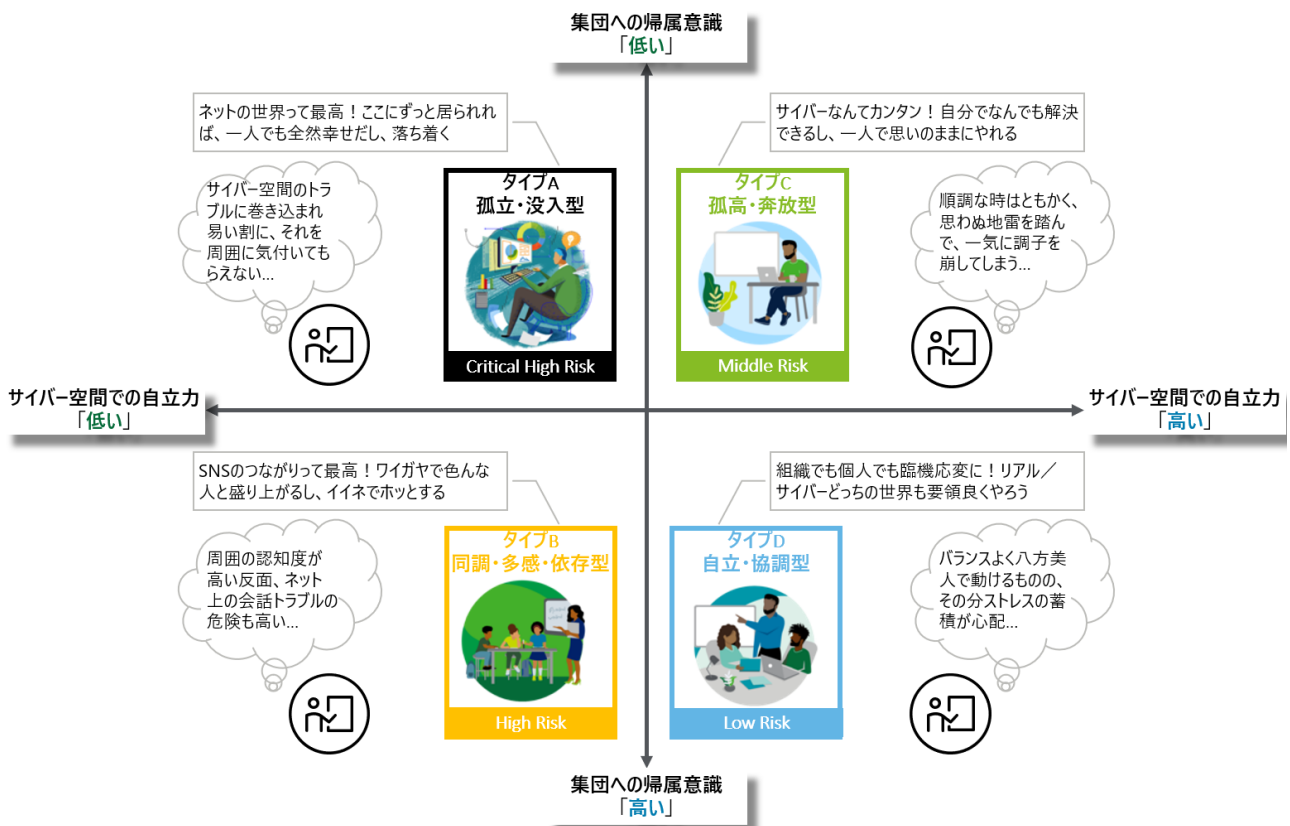 集団への帰属意識
「低い」
ネットの世界って最高！ここにずっと居られれ
ば、一人でも全然幸せだし、落ち着く
サイバーなんてカンタン！自分でなんでも解決
できるし、一人で思いのままにやれる
サイバー空間のトラ
ブルに巻き込まれ
易い割に、それを
周囲に気付いても
らえない...
タイプA
孤立・没入型
Critical High Risk
タイプC
孤高・奔放型
Middle Risk
順調な時はともかく、
思わぬ地雷を踏ん
で、一気に調子を
崩してしまう...
サイバー空間での自立力
「低い」
サイバー空間での自立力
「高い」
SNSのつながりって最高！ワイガヤで色んな
人と盛り上がるし、イイネでホッとする
組織でも個人でも臨機応変に！リアル／
サイバーどっちの世界も要領良くやろう
周囲の認知度が
高い反面、ネット
上の会話トラブルの
危険も高い...
タイプB
同調・多感・依存型
High Risk
タイプD
自立・協調型
Low Risk
バランスよく八方美
人で動けるものの、
その分ストレスの蓄
積が心配...
集団への帰属意識
「高い」